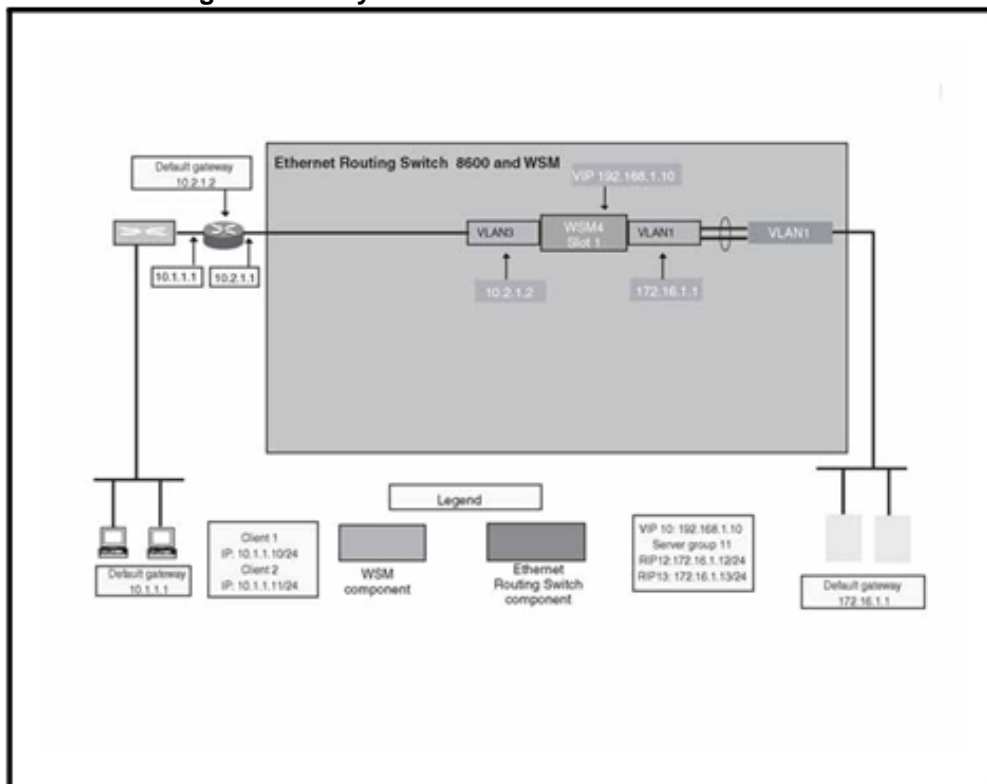 Ethernet Routing Switch 8600 and WSM
Default gateway
10.2.1.2
VIP 192.168.1.10
VLAN3
WSM4
Slot 1
VLAN1
VLAN1
10.1.1.1
10.2.1.1
10.2.1.2
172.16.1.1
Legend
Client 1
IP: 10.1.1.10/24
Client 2
IP: 10.1.1.11/24
WSM
component
Ethernet
Routing Switch
component
VIP 10: 192.168.1.10
Server group 11
RIP12:172.16.1.12/24
RIP13: 172.16.1.13/24
Default gateway
10.1.1.1
Default gateway
172.16.1.1